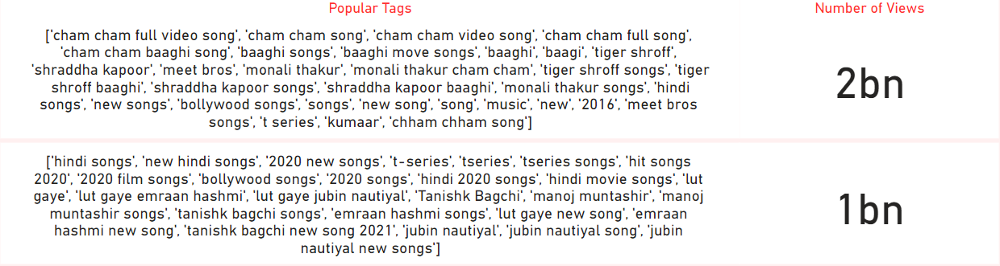 Popular Tags Number of Views
['cham cham full video song', 'cham cham song', 'cham cham video song', 'cham cham full song',
'cham cham baaghi song', 'baaghi songs', 'baaghi move songs', 'baaghi', 'baagi', 'tiger shroff',
'shraddha kapoor', 'meet bros', 'monali thakur', 'monali thakur cham cham', 'tiger shroff songs', 'tiger
shroff baaghi', 'shraddha kapoor songs', 'shraddha kapoor baaghi', 'monali thakur songs', 'hindi
songs', 'new songs', 'bollywood songs', 'songs', 'new song', 'song', 'music', 'new', '2016', 'meet bros
songs', 't series', 'kumaar', 'chham chham song']
2bn
['hindi songs', 'new hindi songs', '2020 new songs', 't-series', 'tseries', 'tseries songs', 'hit songs
2020', '2020 film songs', 'bollywood songs', '2020 songs', 'hindi 2020 songs', 'hindi movie songs', 'lut
gaye', 'lut gaye emraan hashmi', 'lut gaye jubin nautiyal', 'Tanishk Bagchi', 'manoj muntashir', 'manoj
muntashir songs', 'tanishk bagchi songs', 'emraan hashmi songs', 'lut gaye new song', 'emraan
hashmi new song', 'tanishk bagchi new song 2021', 'jubin nautiyal', 'jubin nautiyal song', 'jubin
nautiyal new songs']
1bn